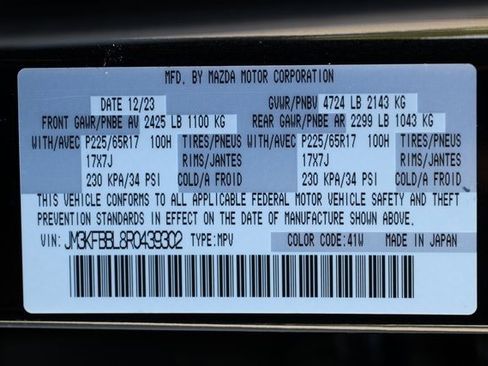 MFD. BY MAZDA MOTOR CORPORATION
DATE 12/23 GVWR/PNBV 4724 LB 2143 KG
FRONT GAWR/PNBE AV 2425 LB 1100 KG REAR GAWR/PNBE AR 2299 LB 1043 KG
WITH/AVEC P225/65R17 100H TIRES/PNEUS WITH/AVEC P225/65R17 100H TIRES/PNEUS
17X7J RIMS/JANTES 17X7J RIMS/JANTES
230 KPA/34 PSI COLD/A FROID 230 KPA/34 PSI COLD/A FROID
THIS VEHICLE CONFORMS TO ALL APPLICABLE FEDERAL MOTOR VEHICLE SAFETY AND THEFT
PREVENTION STANDARDS IN EFFECT ON THE DATE OF MANUFACTURE SHOWN ABOVE.
VIN: JM3KFBBL8R0439302 TYPE:MPV COLOR CODE:41W MADE IN JAPAN